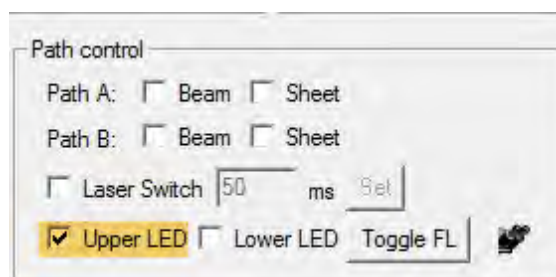 Path control
Path A: Beam Sheet
Path B: Beam Sheet
Laser Switch 50 ms Set
Upper LED Lower LED Toggle FL